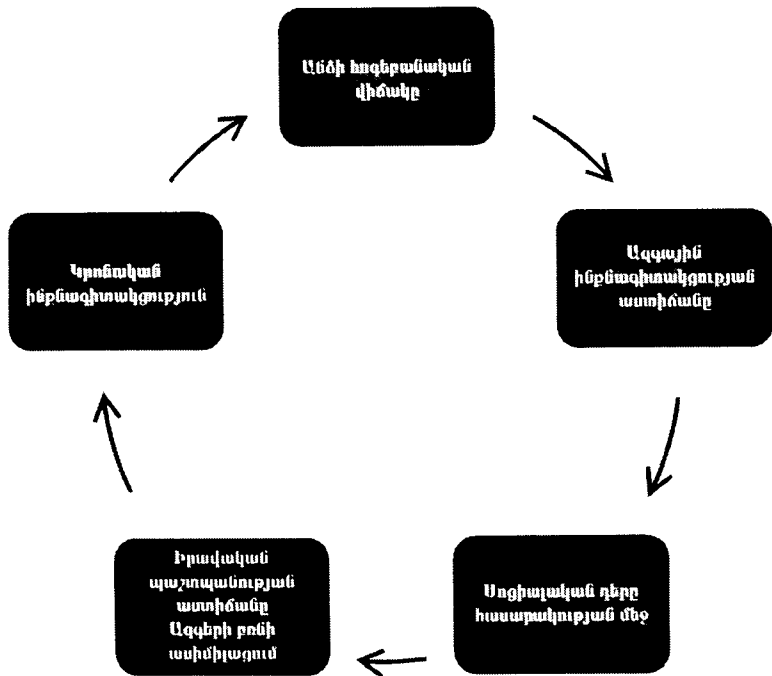 Անձի հոգեբանական
վիճակը
Ազգային
ինքնագիտակցության
աստիճանը
Սոցիալական դերը
հասարակության մեջ
Իրավական
պաշտպանության
աստիճանը
Ազգերի բռնի
ասիմիլացում
Կրոնական
ինքնագիտակցություն